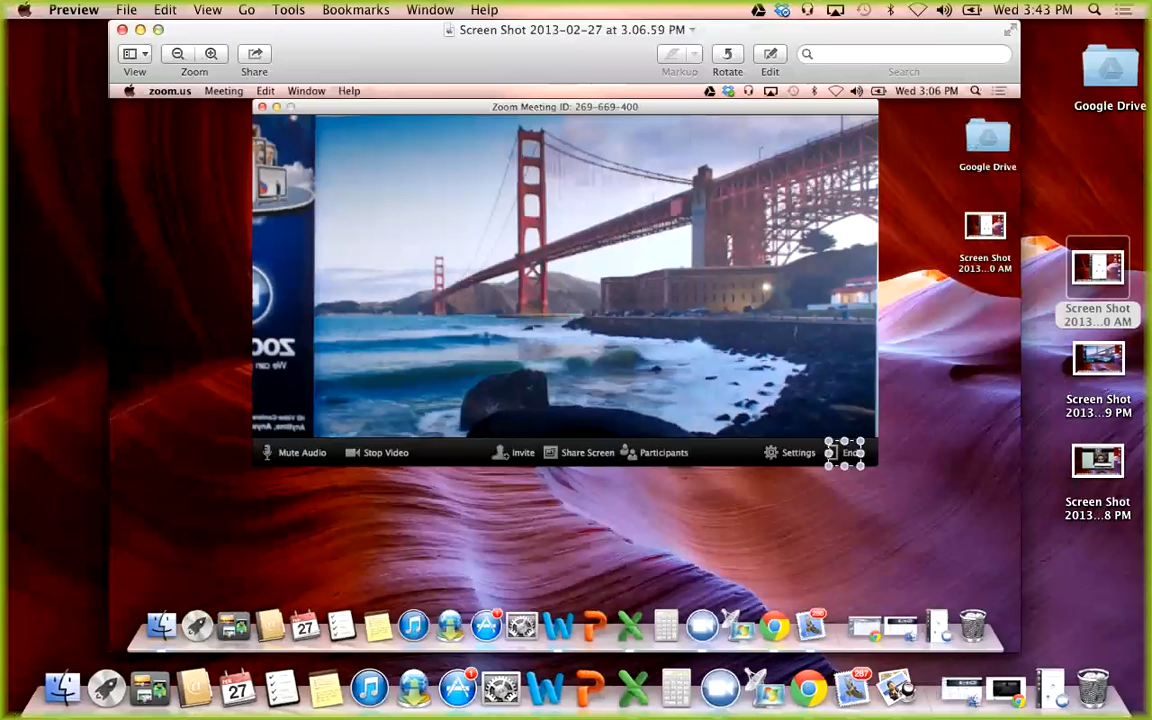 Preview File Edit View Go Tools Bookmarks Window Help Wed 3:43 PM
Screen Shot 2013-02-27 at 3.06.59 PM
View Zoom Share Markup Rotate Edit Search
zoom.us Meeting Edit Window Help Wed 3:06 PM
Zoom Meeting ID: 269-669-400
Google Drive
Google Drive
Screen Shot
2013...0 AM
Screen Shot
2013...0 AM
Screen Shot
2013...9 PM
Mute Audio Stop Video Invite Share Screen Participants Settings End
Screen Shot
2013...8 PM
27
27
287